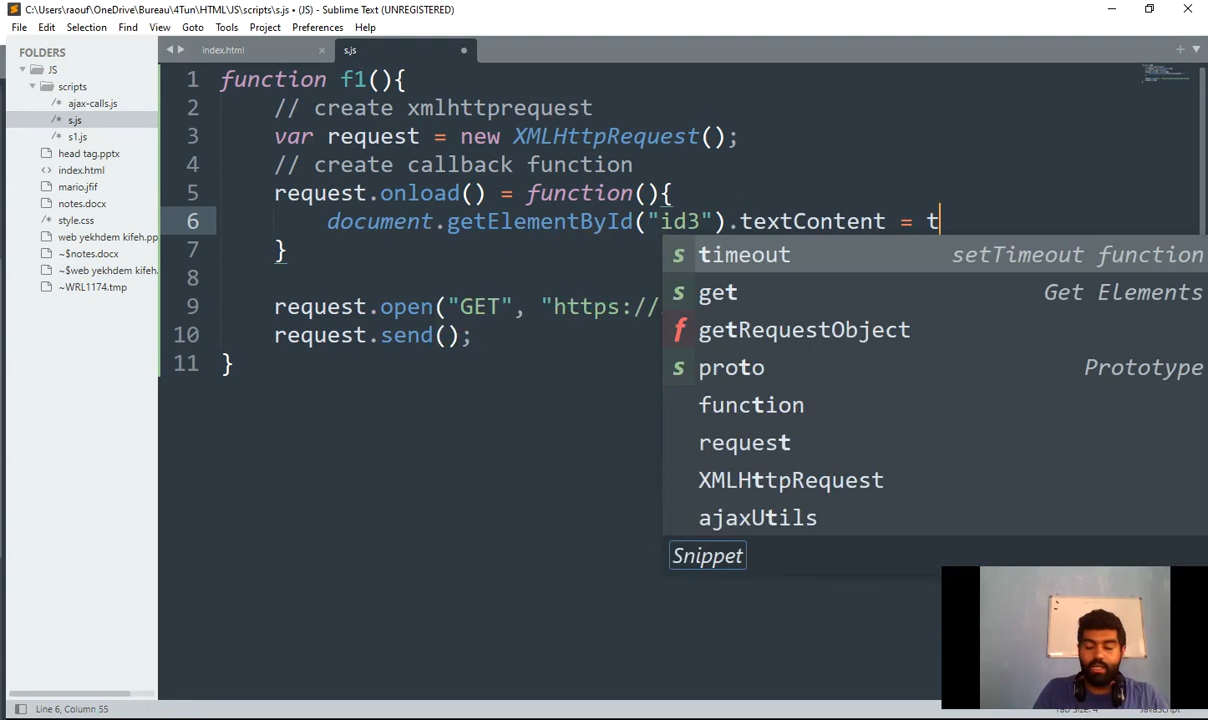 C:\Users\raouf\OneDrive\Bureau\4Tun\HTML\JS\scripts\s.js • (JS) - Sublime Text (UNREGISTERED)
File Edit Selection Find View Goto Tools Project Preferences Help
FOLDERS
JS
scripts
ajax-calls.js
s.js
s1.js
head tag.pptx
index.html
mario.jfif
notes.docx
style.css
web yekhdem kifeh.pp
~$notes.docx
~$web yekhdem kifeh.
~WRL1174.tmp
index.html
s.js
1 function f1(){
2 // create xmlhttprequest
3 var request = new XMLHttpRequest();
4 // create callback function
5 request.onload() = function(){
6 document.getElementById("id3").textContent = t
7 }
8
9 request.open("GET", "https://
10 request.send();
11 }
s timeout setTimeout function
s get Get Elements
f getRequestObject
s proto Prototype
function
request
XMLHttpRequest
ajaxUtils
Snippet
Line 6, Column 55
Tab Size: 4
JavaScript